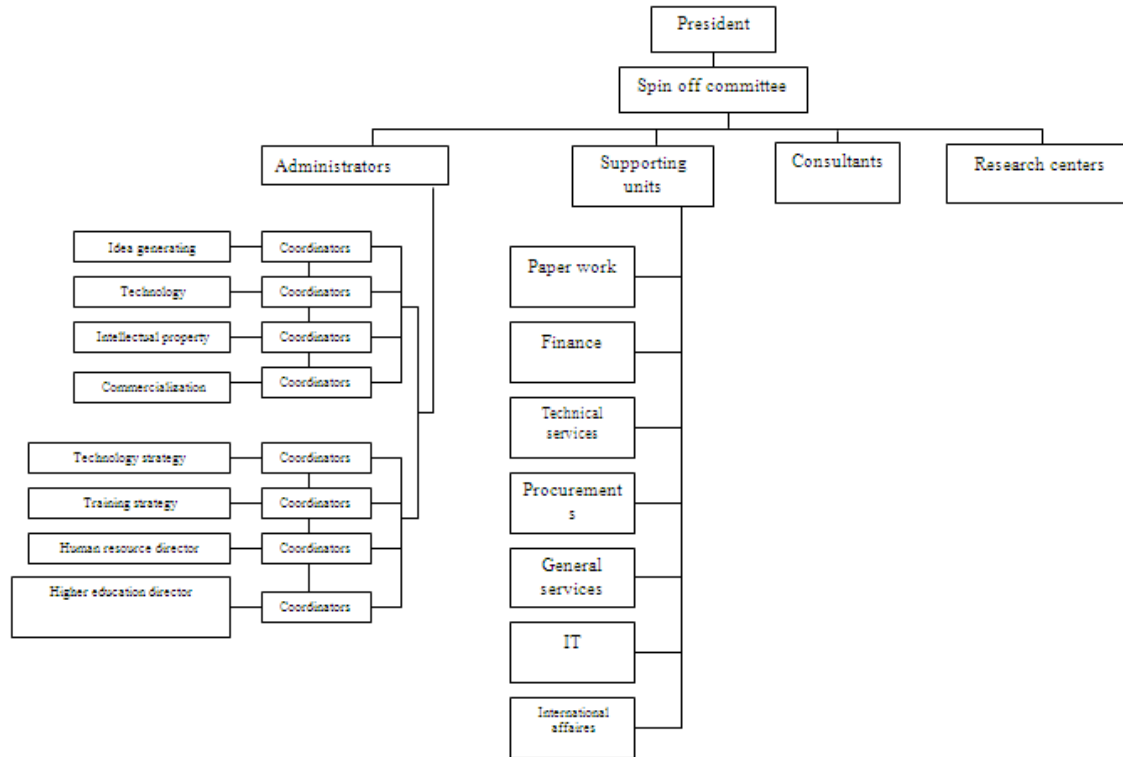 President
Spin off committee
Administrators
Supporting
units
Consultants
Research centers
Idea generating
Coordinators
Technology
Coordinators
Intellectual property
Coordinators
Commercialization
Coordinators
Technology strategy
Coordinators
Training strategy
Coordinators
Human resource director
Coordinators
Higher education director
Coordinators
Paper work
Finance
Technical
services
Procurement
s
General
services
IT
International
affaires